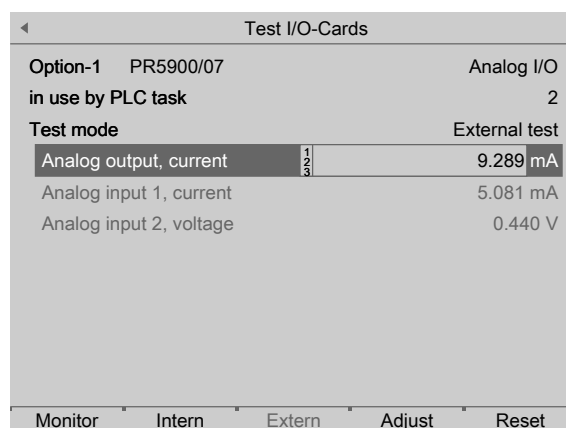 Test I/O-Cards
Option-1 PR5900/07 Analog I/O
in use by PLC task 2
Test mode External test
Analog output, current 1 2 3 9.289 mA
Analog input 1, current 5.081 mA
Analog input 2, voltage 0.440 V
Monitor Intern Extern Adjust Reset